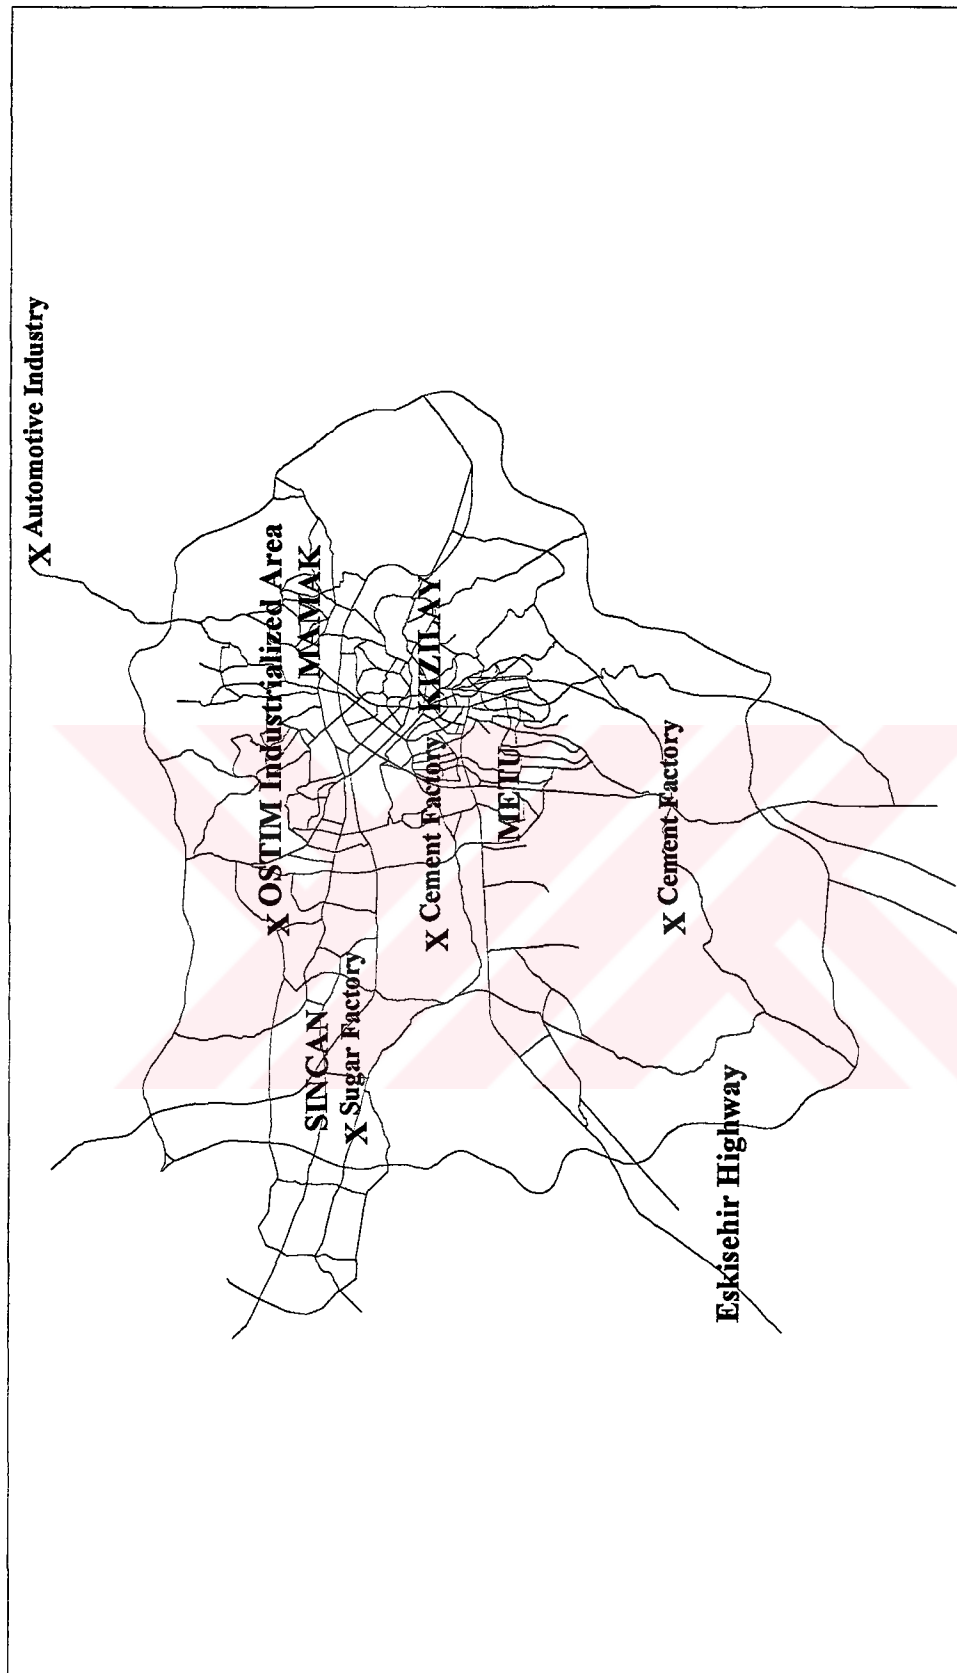 X Automotive Industry
X OSTIM Industrialized Area
MAMAK
SINCAN
X Sugar Factory
X Cement Factory
KIZILAY
METU
X Cement Factory
Eskisehir Highway